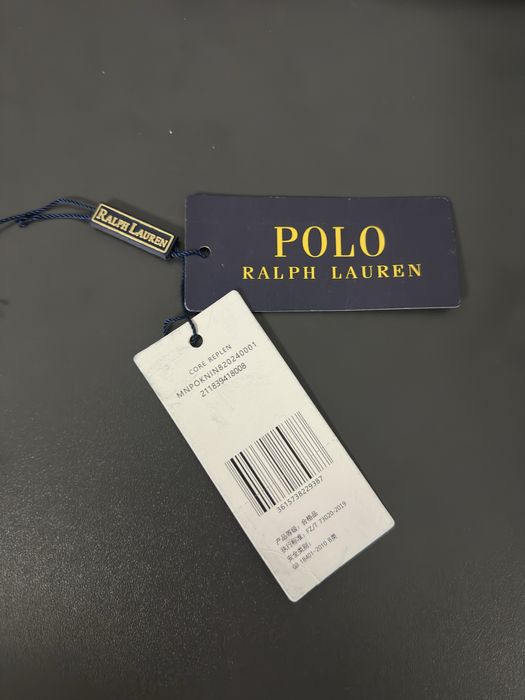 RALPH LAUREN
POLO
RALPH LAUREN
CORE REPLEN
MNPOKNIN820240001
211839418008
3615738229387
产品等级: 合格品
执行标准: FZ/T 73020-2019
安全类别:
GB 18401-2010 B类